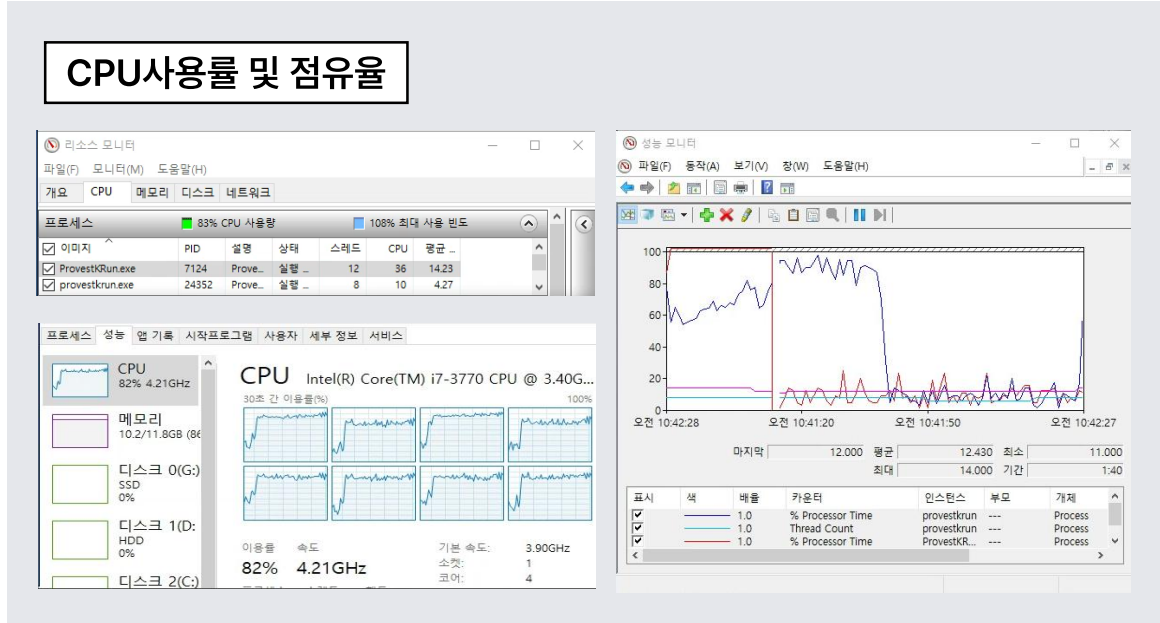 CPU사용률 및 점유율
리소스 모니터
파일(F) 모니터(M) 도움말(H)
개요 CPU 메모리 디스크 네트워크
프로세스 83% CPU 사용량 108% 최대 사용 빈도
이미지 PID 설명 상태 스레드 CPU 평균 ...
ProvestKRun.exe 7124 Prove... 실행 ... 12 36 14.23
provestkrun.exe 24352 Prove... 실행 ... 8 10 4.27
프로세스 성능 앱 기록 시작프로그램 사용자 세부 정보 서비스
CPU
82% 4.21GHz
메모리
10.2/11.8GB (86
디스크 0(G:)
SSD
0%
디스크 1(D:
HDD
0%
디스크 2(C:)
CPU Intel(R) Core(TM) i7-3770 CPU @ 3.40G...
30초 간 이용률(%) 100%
이용률 속도 기본 속도: 3.90GHz
82% 4.21GHz 소켓: 1
코어: 4
성능 모니터
파일(F) 동작(A) 보기(V) 창(W) 도움말(H)
100
80
60
40
20
0
오전 10:42:28 오전 10:41:20 오전 10:41:50 오전 10:42:27
마지막 12.000 평균 12.430 최소 11.000
최대 14.000 기간 1:40
표시 색 배율 카운터 인스턴스 부모 개체
1.0 % Processor Time provestkrun --- Process
1.0 Thread Count provestkrun --- Process
1.0 % Processor Time ProvestKR... --- Process